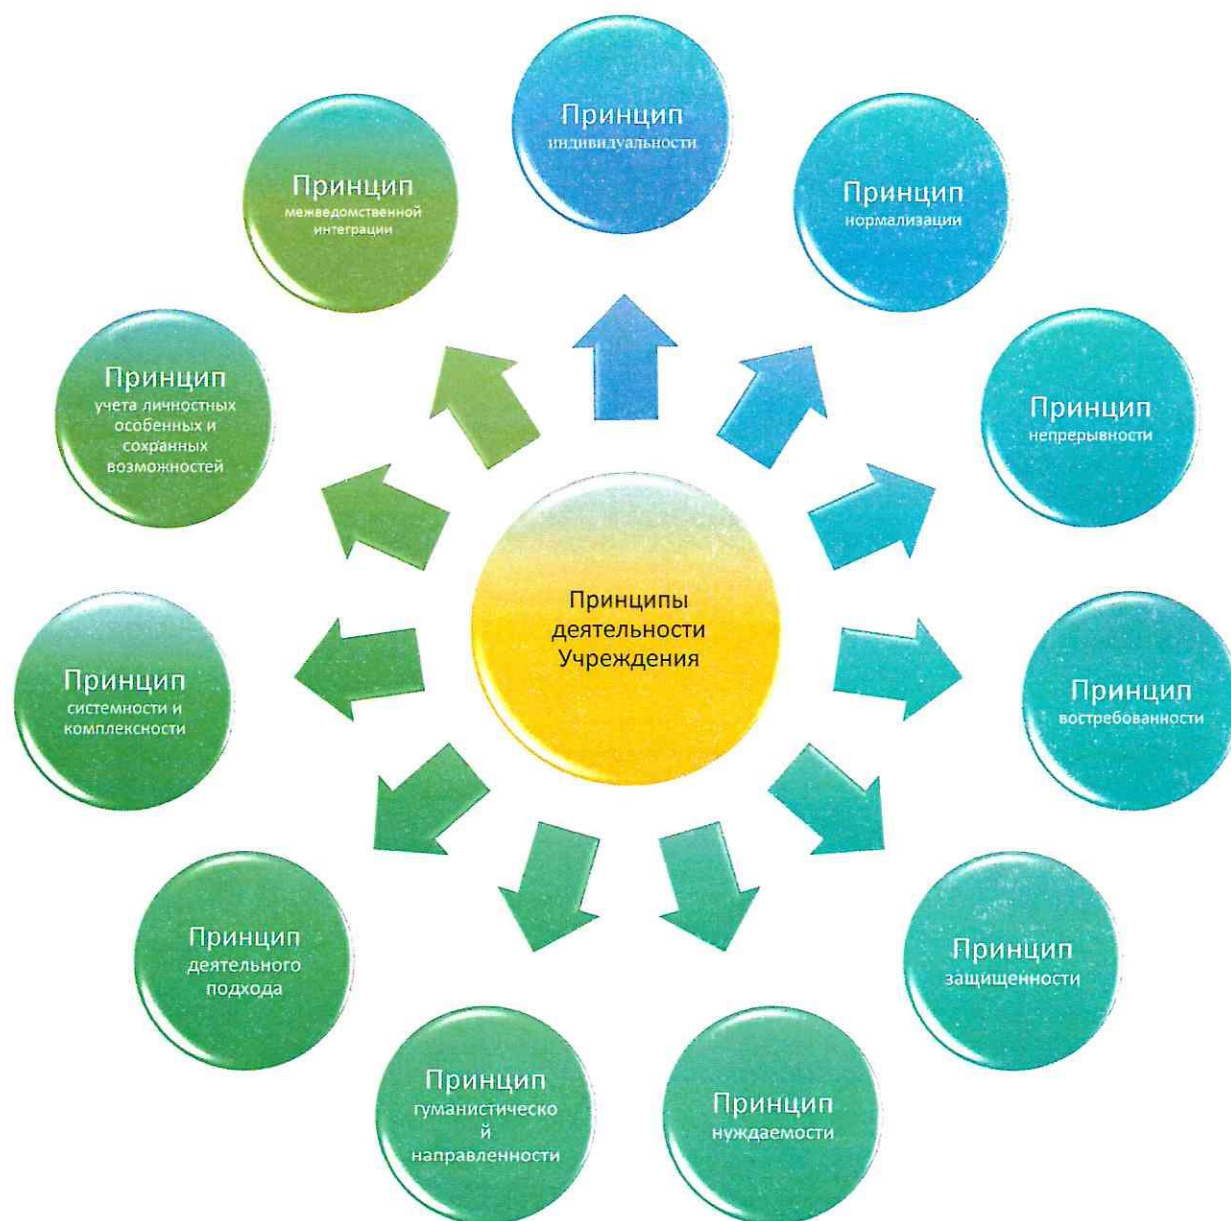 Принцип
индивидуальности
Принцип
нормализации
Принцип
непрерывности
Принцип
востребованности
Принцип
защищенности
Принцип
нуждаемости
Принцип
гуманистическо
й
направленности
Принцип
деятельного
подхода
Принцип
системности и
комплексности
Принцип
учета личностных
особенных и
сохранных
возможностей
Принцип
межведомственной
интеграции
Принципы
деятельности
Учреждения